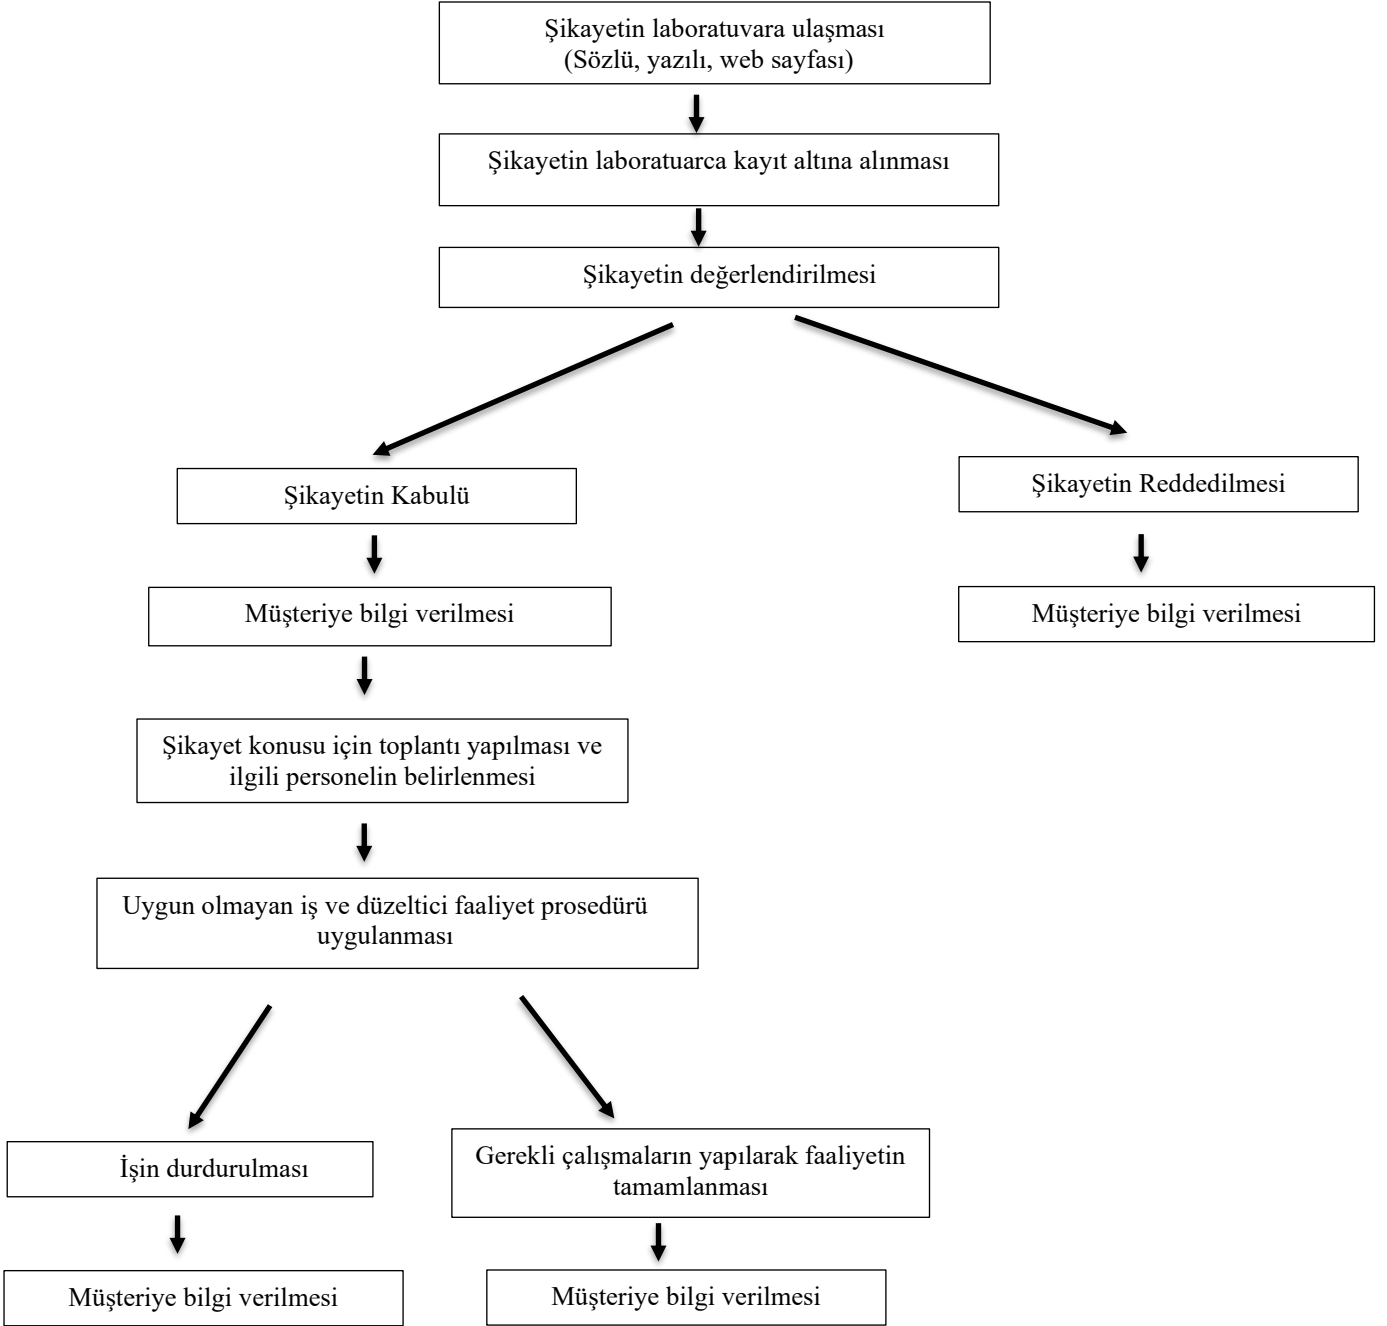 Şikayetin laboratuvara ulaşması
(Sözlü, yazılı, web sayfası)
Şikayetin laboratuarca kayıt altına alınması
Şikayetin değerlendirilmesi
Şikayetin Kabulü
Şikayetin Reddedilmesi
Müşteriye bilgi verilmesi
Müşteriye bilgi verilmesi
Şikayet konusu için toplantı yapılması ve
ilgili personelin belirlenmesi
Uygun olmayan iş ve düzeltici faaliyet prosedürü
uygulanması
İşin durdurulması
Gerekli çalışmaların yapılarak faaliyetin
tamamlanması
Müşteriye bilgi verilmesi
Müşteriye bilgi verilmesi